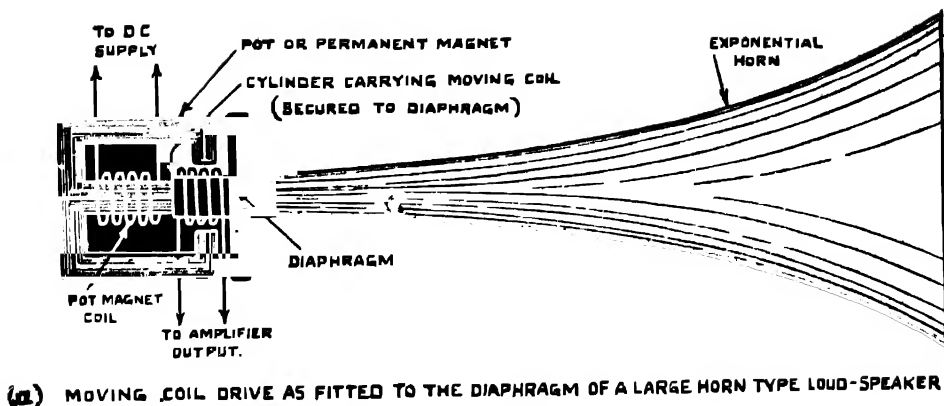 TO DC
SUPPLY
POT OR PERMANENT MAGNET
CYLINDER CARRYING MOVING COIL
(SECURED TO DIAPHRAGM)
EXPONENTIAL
HORN
DIAPHRAGM
POT MAGNET
COIL
TO AMPLIFIER
OUTPUT.
(a) MOVING COIL DRIVE AS FITTED TO THE DIAPHRAGM OF A LARGE HORN TYPE LOUD-SPEAKER